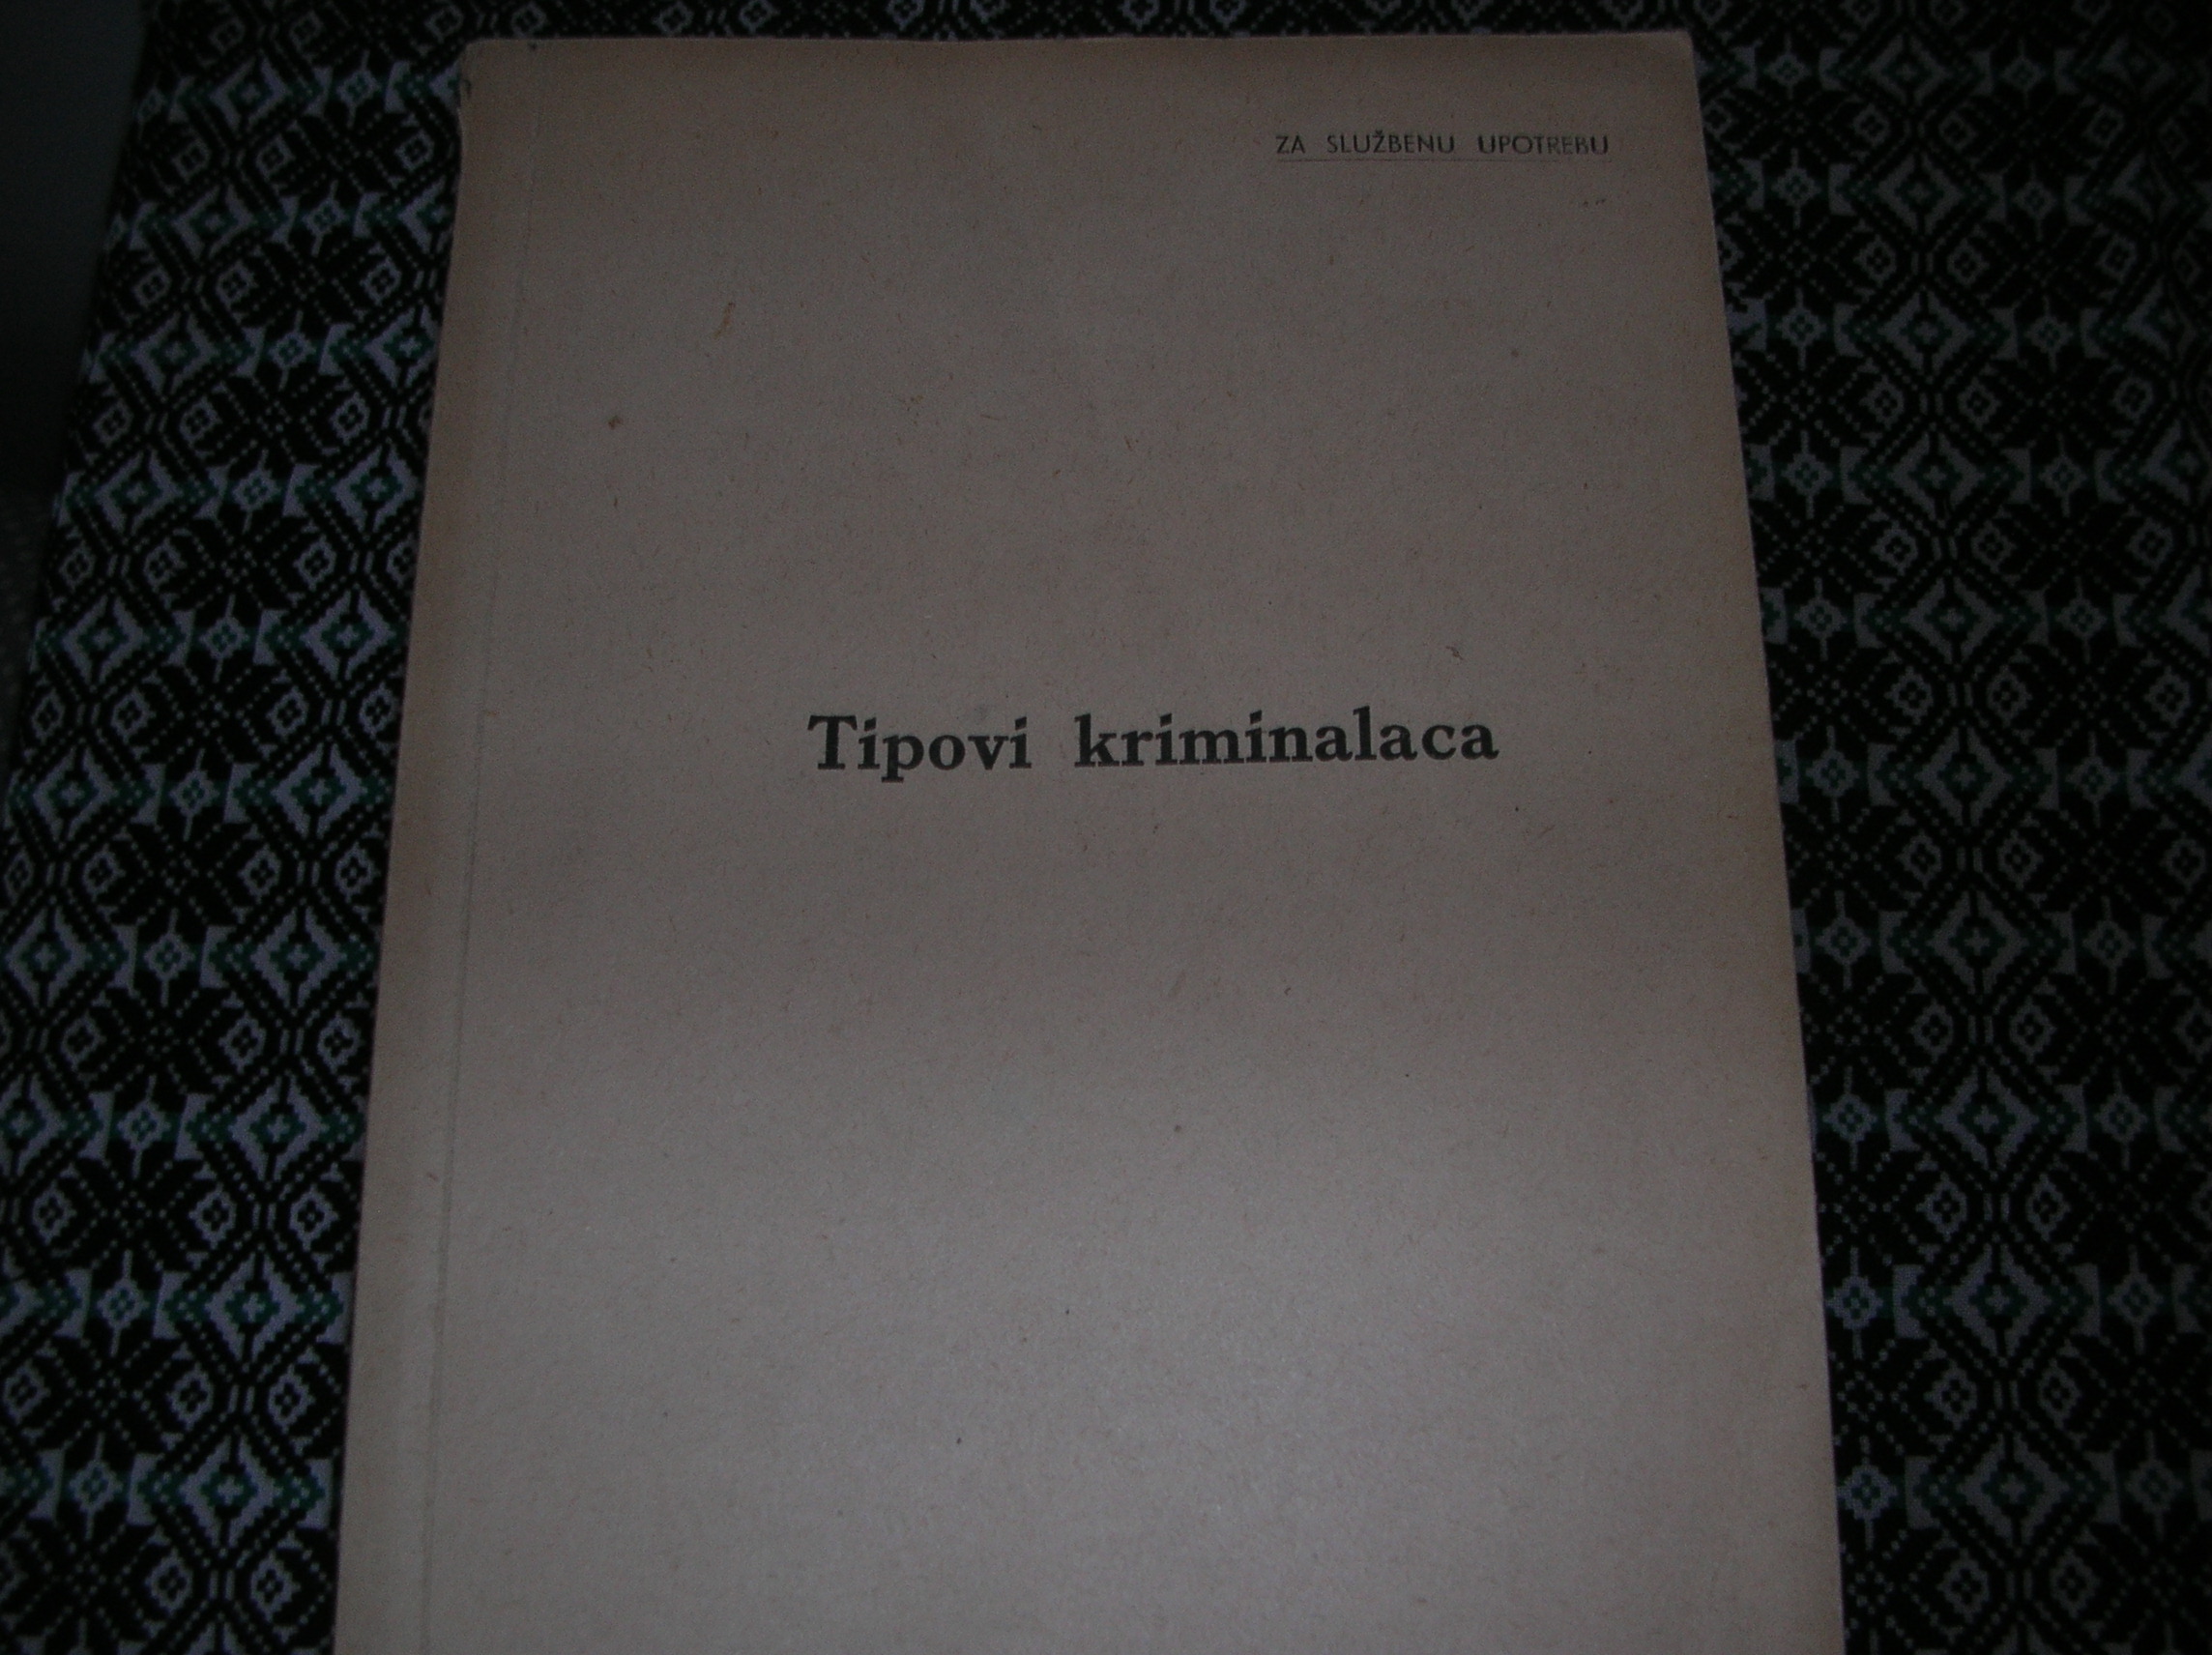 ZA SLUŽBENU UPOTREBU
Tipovi kriminalaca